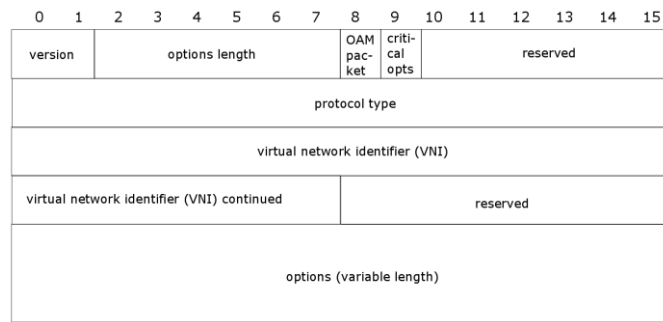 0 1 2 3 4 5 6 7 8 9 10 11 12 13 14 15
version options length OAM pac- ket criti- cal opts reserved
protocol type
virtual network identifier (VNI)
virtual network identifier (VNI) continued reserved
options (variable length)